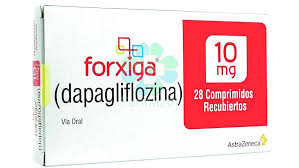 forxiga
(dapagliflozina)
Vía Oral
10
mg
28 Comprimidos
Recubiertos
AstraZeneca